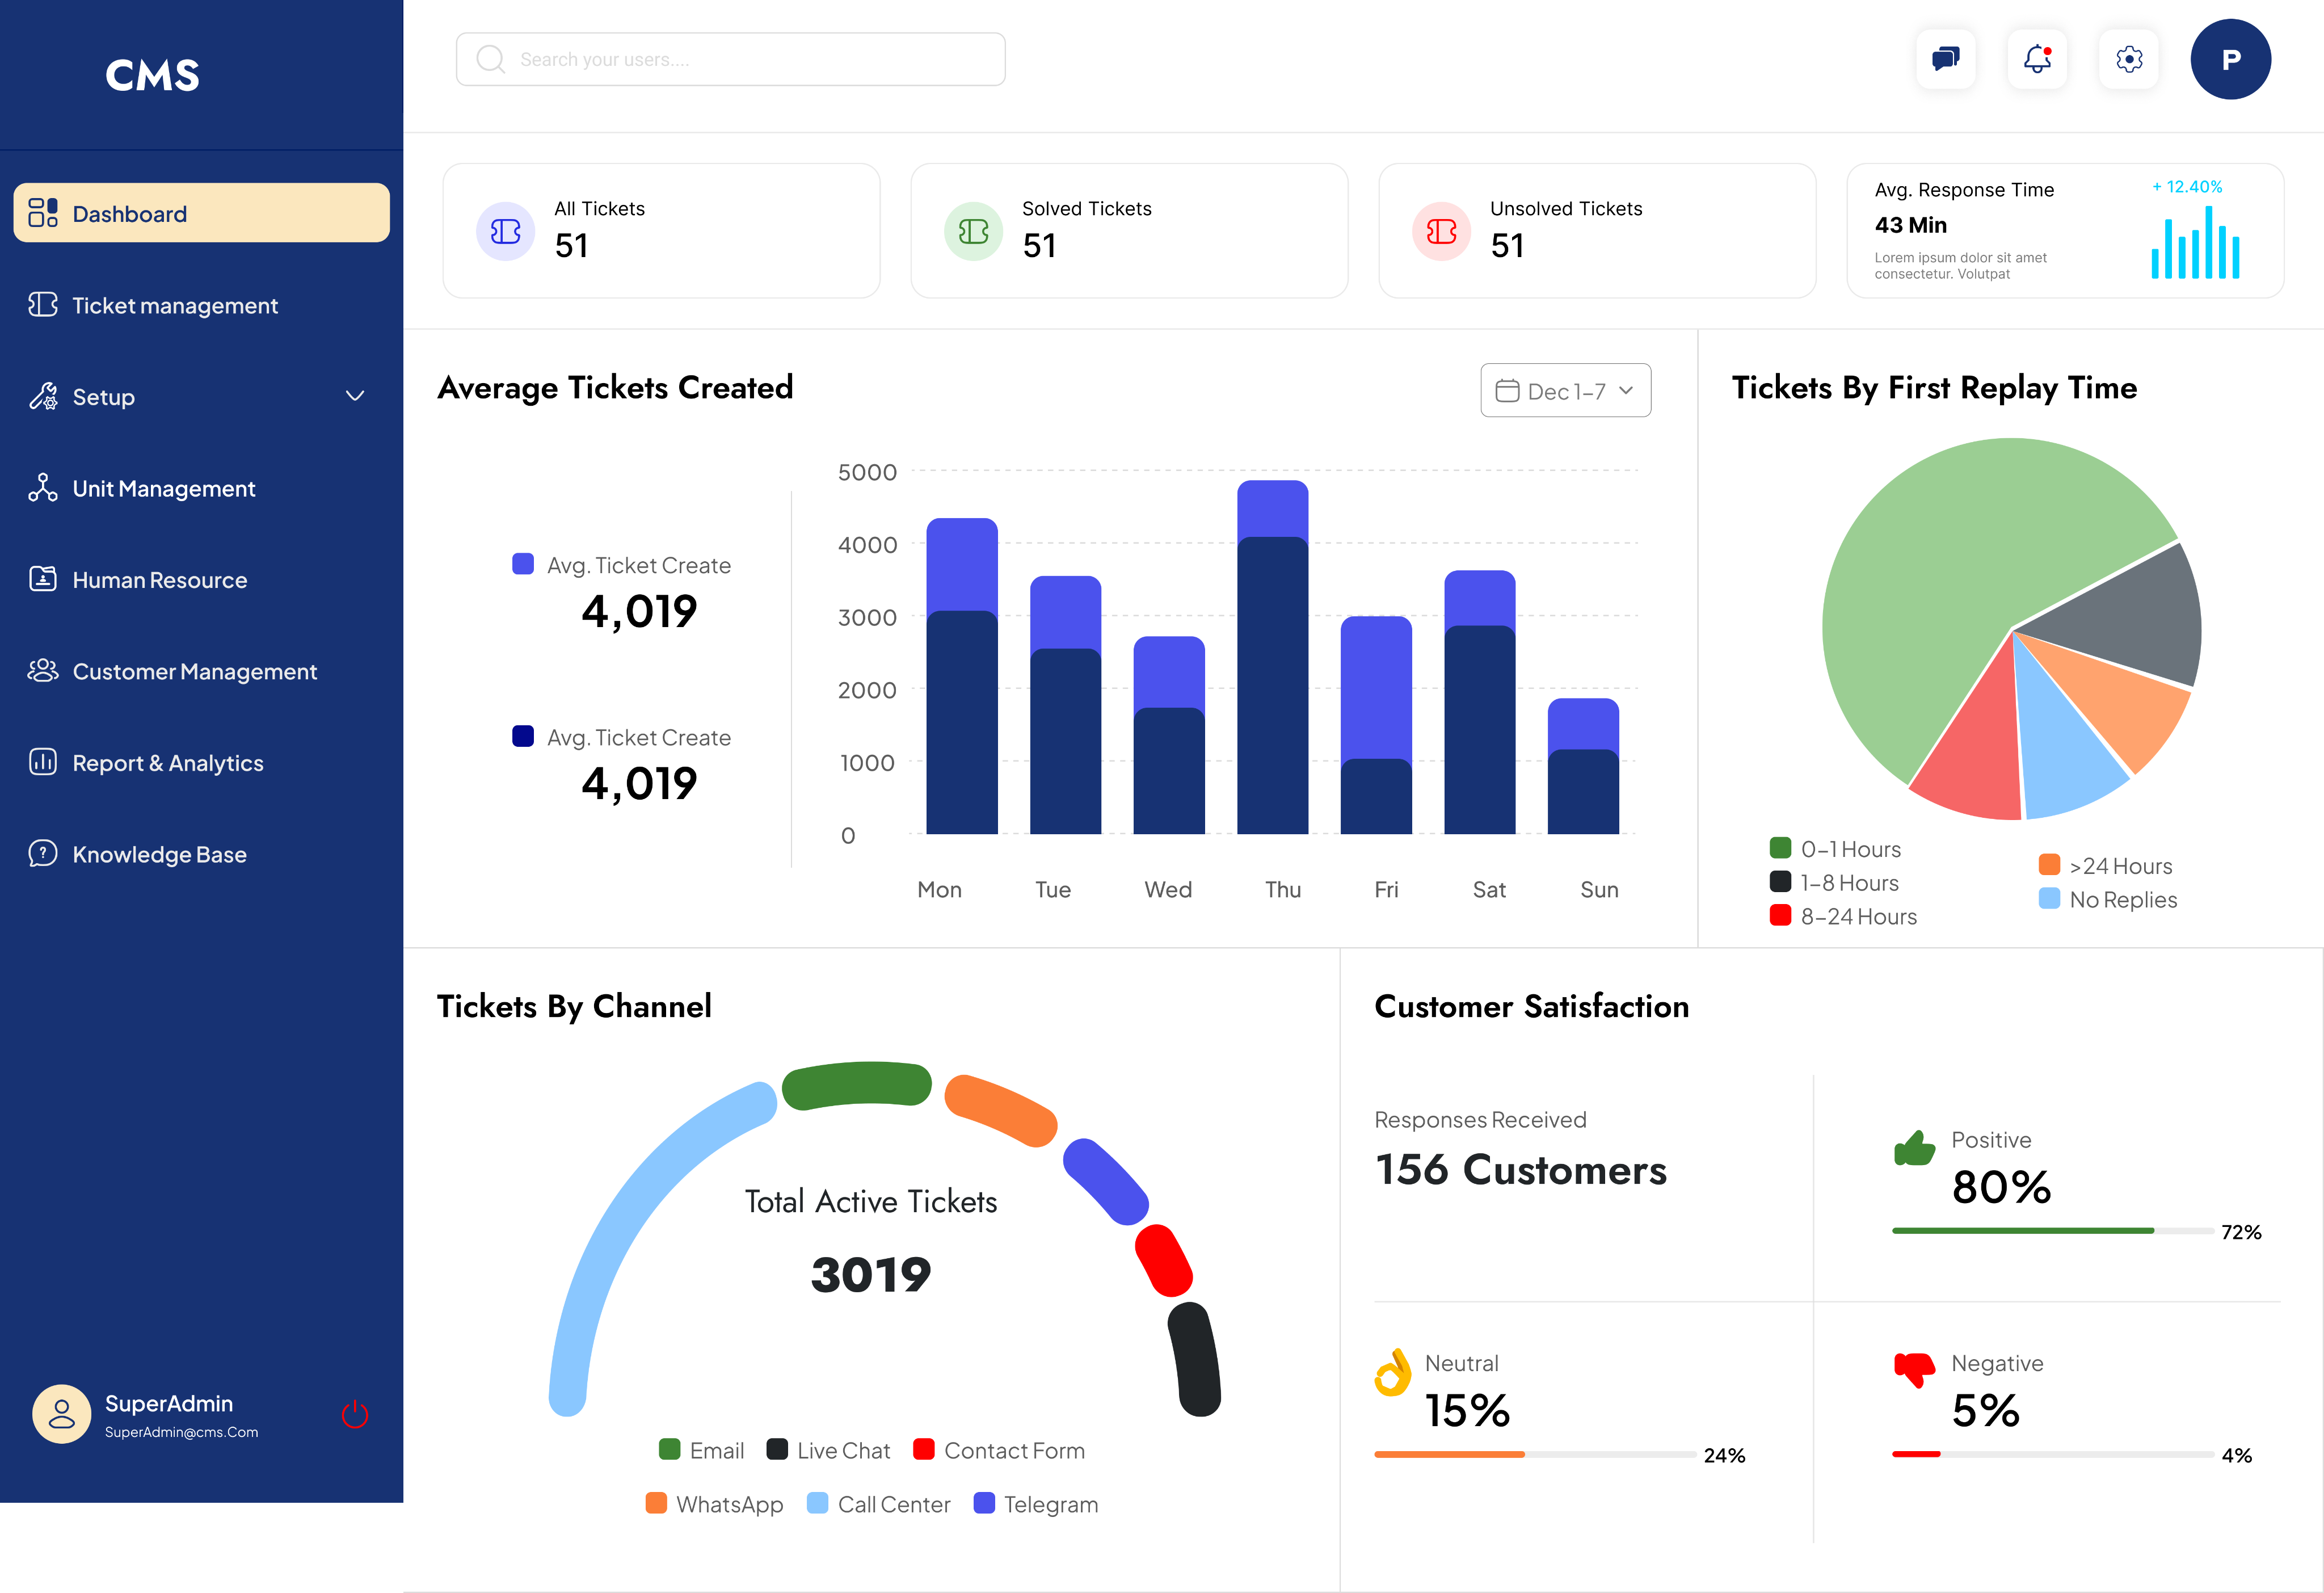 CMS
Dashboard
Ticket management
Setup
Unit Management
Human Resource
Customer Management
Report & Analytics
Knowledge Base
SuperAdmin
SuperAdmin@cms.Com
Search your users....
P
All Tickets
51
Solved Tickets
51
Unsolved Tickets
51
Avg. Response Time
43 Min
Lorem ipsum dolor sit amet
consectetur. Volutpat
+ 12.40%
Average Tickets Created
Dec 1–7
Avg. Ticket Create
4,019
Avg. Ticket Create
4,019
5000
4000
3000
2000
1000
0
Mon Tue Wed Thu Fri Sat Sun
Tickets By First Replay Time
0–1 Hours
1–8 Hours
8–24 Hours
>24 Hours
No Replies
Tickets By Channel
Total Active Tickets
3019
Email Live Chat Contact Form
WhatsApp Call Center Telegram
Customer Satisfaction
Responses Received
156 Customers
Positive
80%
72%
Neutral
15%
24%
Negative
5%
4%